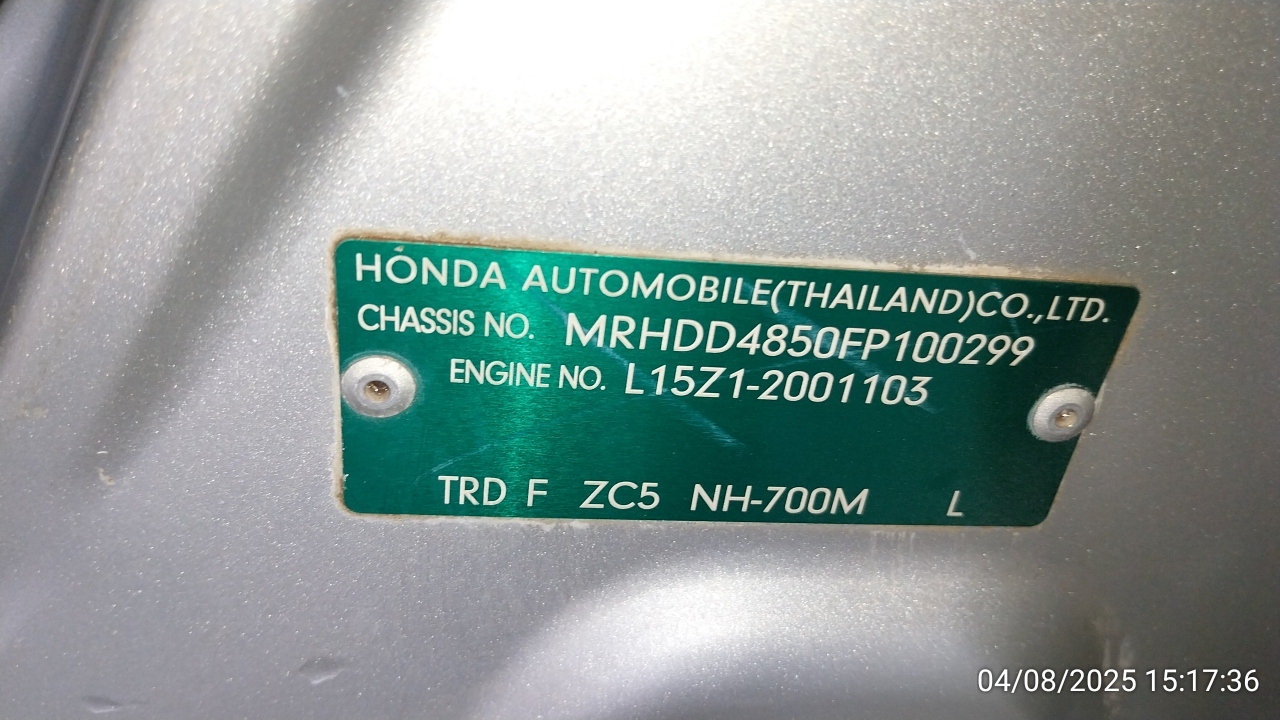 HONDA AUTOMOBILE(THAILAND)CO.,LTD.
CHASSIS NO. MRHDD4850FP100299
ENGINE NO. L15Z1-2001103
TRD F ZC5 NH-700M L
04/08/2025 15:17:36